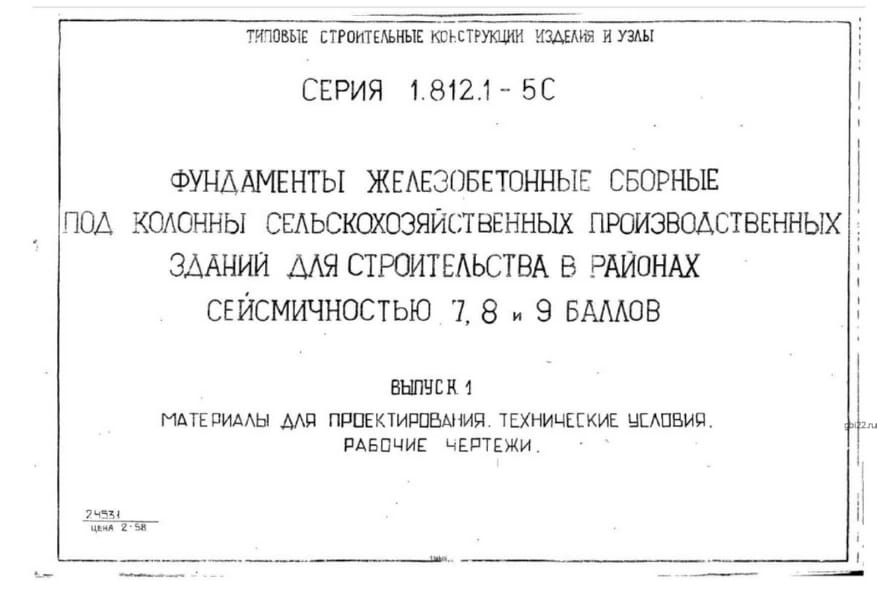 ТИПОВЫЕ СТРОИТЕЛЬНЫЕ КОНСТРУКЦИИ ИЗДЕЛИЯ И УЗЛЫ
СЕРИЯ 1.812.1 - 5С
ФУНДАМЕНТЫ ЖЕЛЕЗОБЕТОННЫЕ СБОРНЫЕ
ПОД КОЛОННЫ СЕЛЬСКОХОЗЯЙСТВЕННЫХ ПРОИЗВОДСТВЕННЫХ
ЗДАНИЙ ДЛЯ СТРОИТЕЛЬСТВА В РАЙОНАХ
СЕЙСМИЧНОСТЬЮ 7, 8 и 9 БАЛЛОВ
ВЫПУСК 1
МАТЕРИАЛЫ ДЛЯ ПРОЕКТИРОВАНИЯ. ТЕХНИЧЕСКИЕ УСЛОВИЯ.
РАБОЧИЕ ЧЕРТЕЖИ.
gbi22.ru
24531
ЦЕНА 2-58